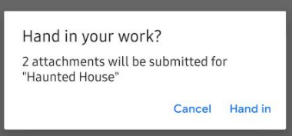 Hand in your work?
2 attachments will be submitted for
"Haunted House"
Cancel Hand in